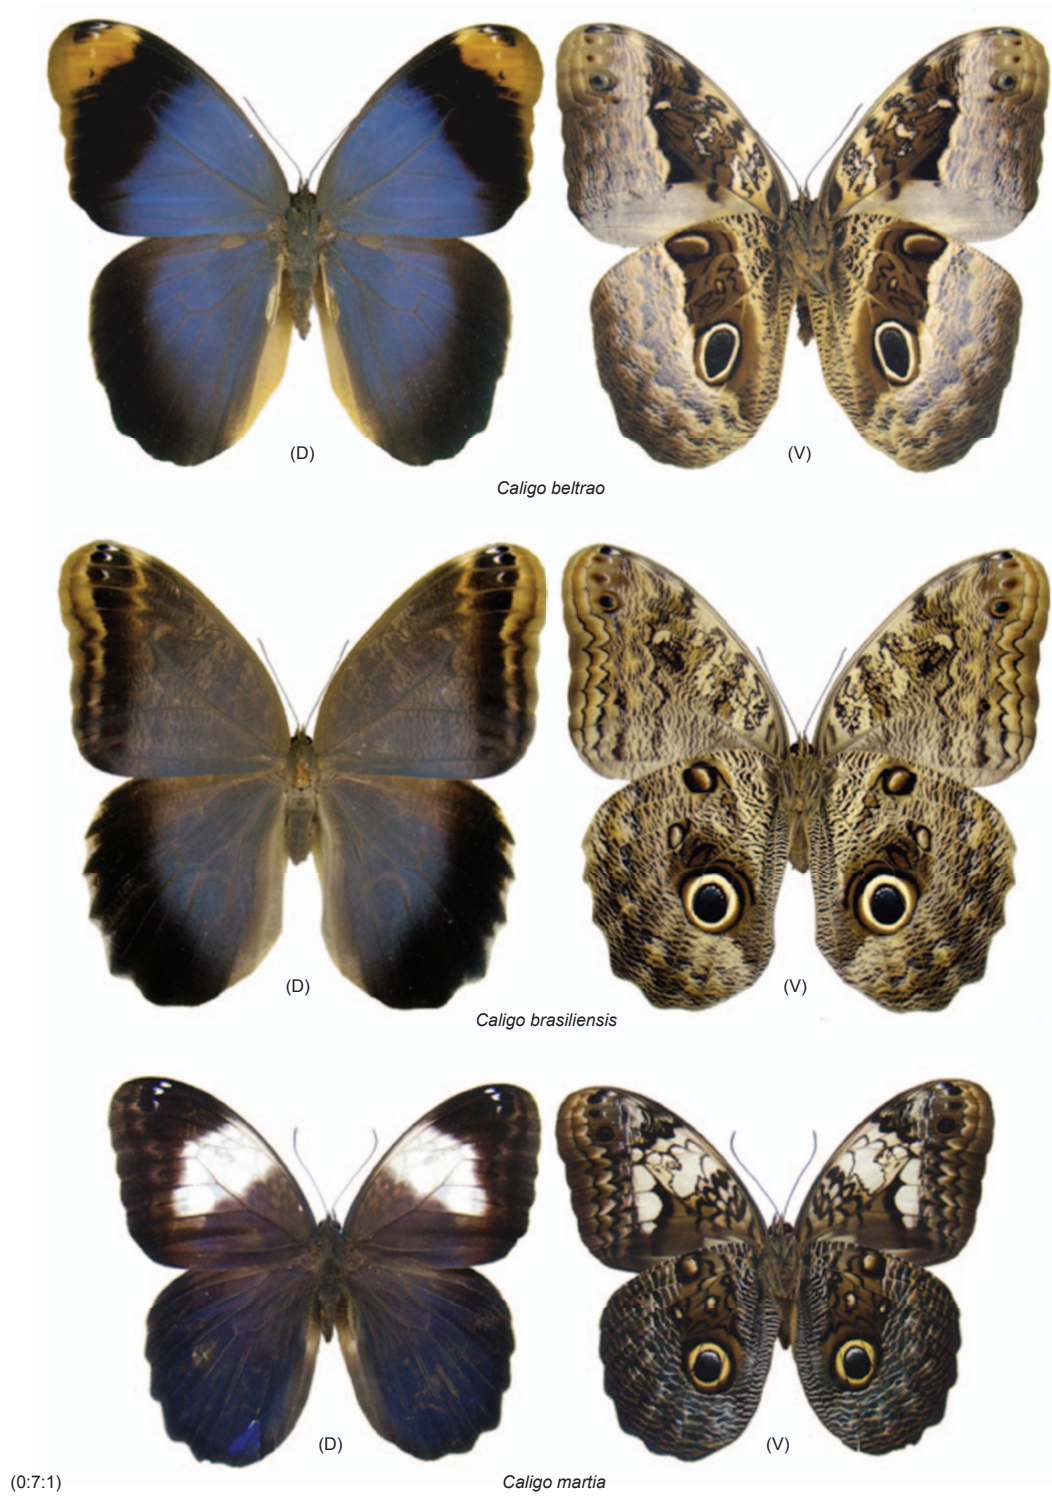 (D)
(V)
Caligo beltrao
(D)
(V)
Caligo brasiliensis
(D)
(V)
(0:7:1)
Caligo martia